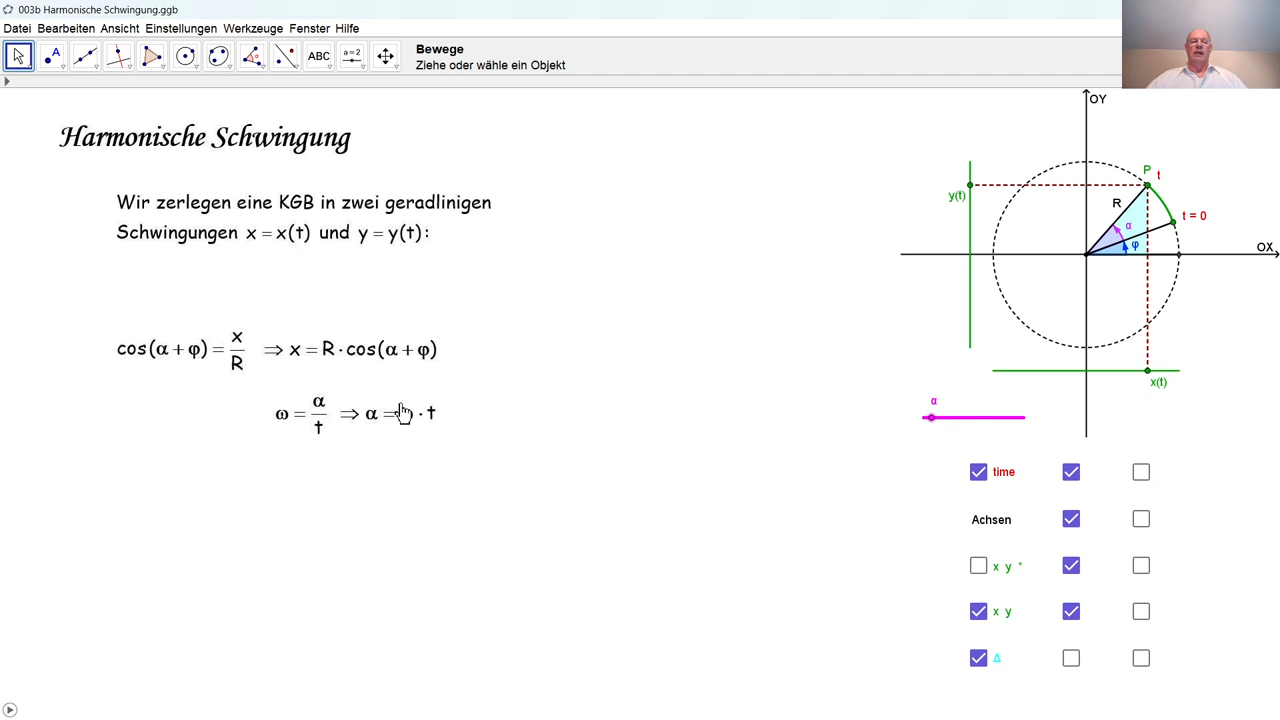 003b Harmonische Schwingung.ggb
Datei Bearbeiten Ansicht Einstellungen Werkzeuge Fenster Hilfe
A
ABC
a=2
Bewege
Ziehe oder wähle ein Objekt
Harmonische Schwingung
Wir zerlegen eine KGB in zwei geradlinigen
Schwingungen x = x(t) und y = y(t):
cos(α + φ) = x/R ⇒ x = R · cos(α + φ)
ω = α/t ⇒ α = · t
OY
P t
y(t)
R
t = 0
α
φ
OX
x(t)
α
time
Achsen
x y *
x y
Δ